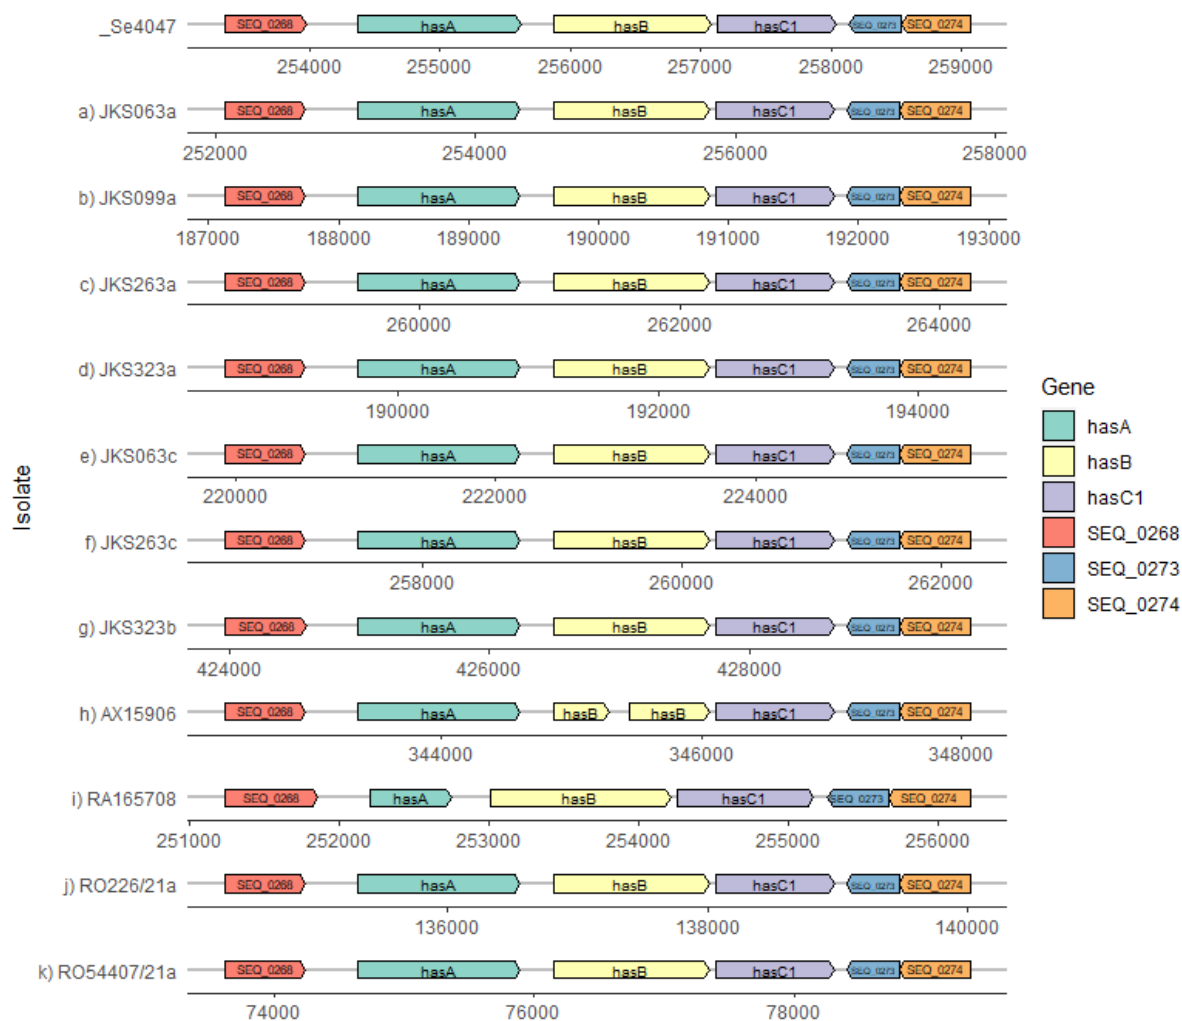 _Se4047
SEQ_0268 hasA hasB hasC1 SEQ_0273 SEQ_0274
254000 255000 256000 257000 258000 259000
a) JKS063a
SEQ_0268 hasA hasB hasC1 SEQ_0273 SEQ_0274
252000 254000 256000 258000
b) JKS099a
SEQ_0268 hasA hasB hasC1 SEQ_0273 SEQ_0274
187000 188000 189000 190000 191000 192000 193000
c) JKS263a
SEQ_0268 hasA hasB hasC1 SEQ_0273 SEQ_0274
260000 262000 264000
d) JKS323a
SEQ_0268 hasA hasB hasC1 SEQ_0273 SEQ_0274
190000 192000 194000
e) JKS063c
SEQ_0268 hasA hasB hasC1 SEQ_0273 SEQ_0274
220000 222000 224000
f) JKS263c
SEQ_0268 hasA hasB hasC1 SEQ_0273 SEQ_0274
258000 260000 262000
g) JKS323b
SEQ_0268 hasA hasB hasC1 SEQ_0273 SEQ_0274
424000 426000 428000
h) AX15906
SEQ_0268 hasA hasB hasB hasC1 SEQ_0273 SEQ_0274
344000 346000 348000
i) RA165708
SEQ_0268 hasA hasB hasC1 SEQ_0273 SEQ_0274
251000 252000 253000 254000 255000 256000
j) RO226/21a
SEQ_0268 hasA hasB hasC1 SEQ_0273 SEQ_0274
136000 138000 140000
k) RO54407/21a
SEQ_0268 hasA hasB hasC1 SEQ_0273 SEQ_0274
74000 76000 78000
Isolate
Gene
hasA
hasB
hasC1
SEQ_0268
SEQ_0273
SEQ_0274